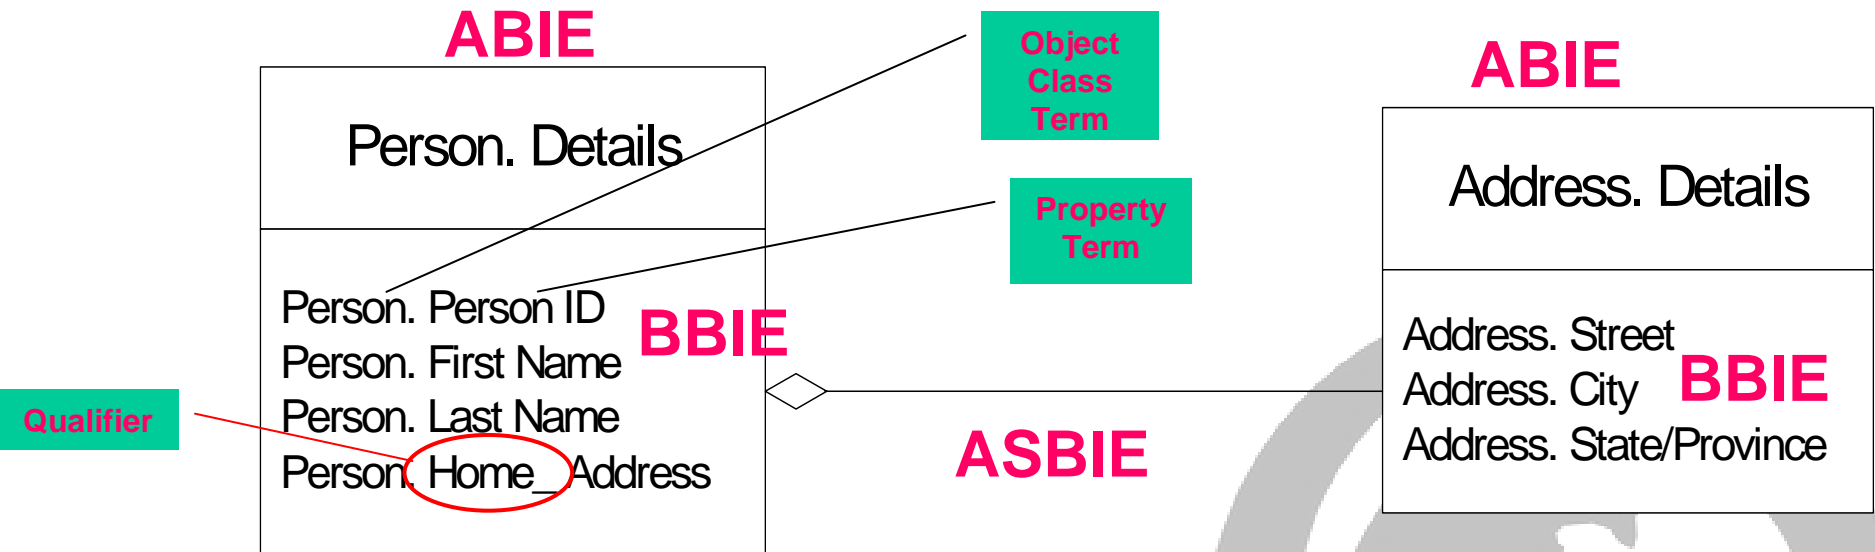 ABIE
Person. Details
Person. Person ID
Person. First Name
Person. Last Name
Person. Home_ Address
BBIE
Qualifier
Object
Class
Term
Property
Term
ASBIE
ABIE
Address. Details
Address. Street
Address. City
Address. State/Province
BBIE